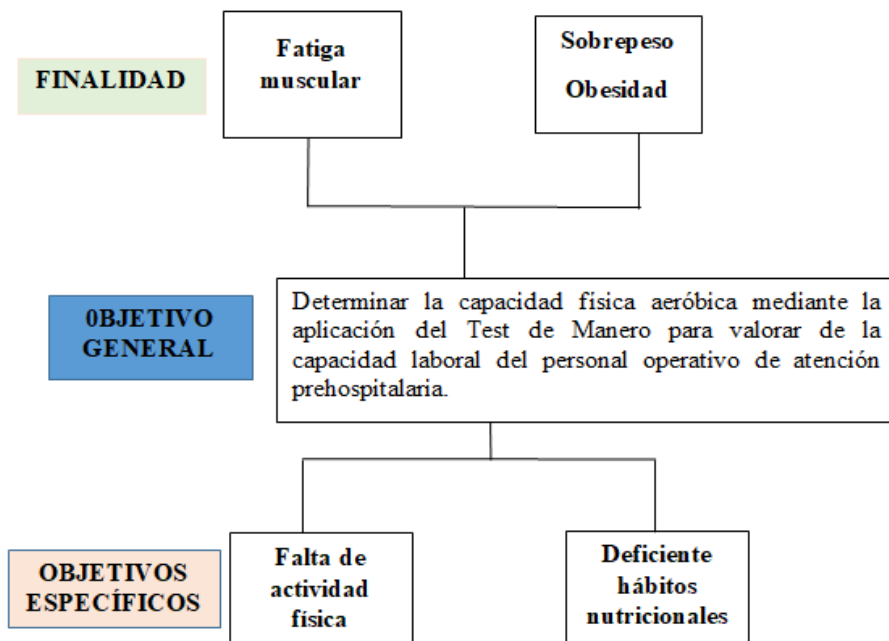 FINALIDAD
Fatiga
muscular
Sobrepeso
Obesidad
0BJETIVO
GENERAL
Determinar la capacidad física aeróbica mediante la
aplicación del Test de Manero para valorar de la
capacidad laboral del personal operativo de atención
prehospitalaria.
OBJETIVOS
ESPECÍFICOS
Falta de
actividad
física
Deficiente
hábitos
nutricionales